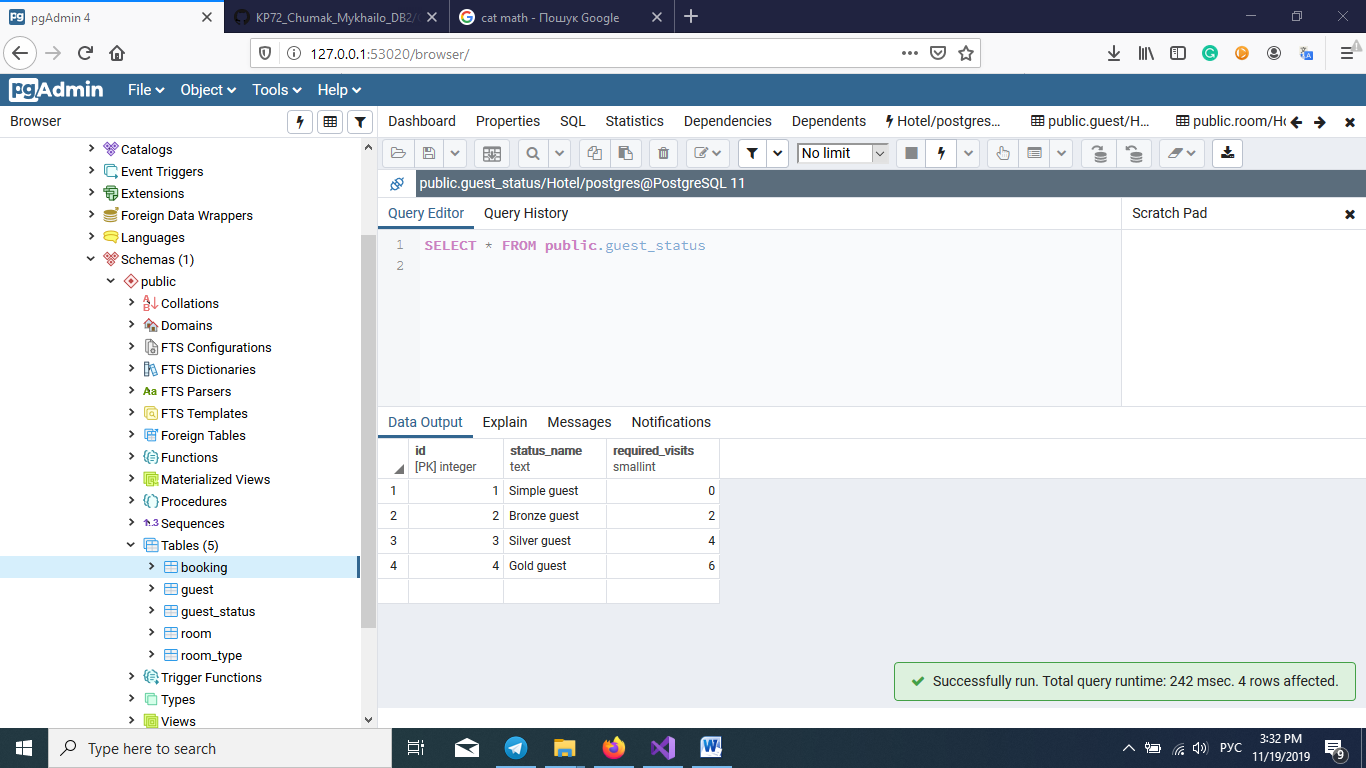 pgAdmin 4
KP72_Chumak_Mykhailo_DB2/
cat math - Пошук Google
127.0.0.1:53020/browser/
pgAdmin File Object Tools Help
Browser
Dashboard Properties SQL Statistics Dependencies Dependents Hotel/postgres... public.guest/H... public.room/Ho
No limit
public.guest_status/Hotel/postgres@PostgreSQL 11
Query Editor Query History
Scratch Pad
1 SELECT * FROM public.guest_status
2
Catalogs
Event Triggers
Extensions
Foreign Data Wrappers
Languages
Schemas (1)
public
Collations
Domains
FTS Configurations
FTS Dictionaries
Aa FTS Parsers
FTS Templates
Foreign Tables
Functions
Materialized Views
Procedures
1..3 Sequences
Tables (5)
booking
guest
guest_status
room
room_type
Trigger Functions
Types
Views
Data Output Explain Messages Notifications
id status_name required_visits
[PK] integer text smallint
1 1 Simple guest 0
2 2 Bronze guest 2
3 3 Silver guest 4
4 4 Gold guest 6
Successfully run. Total query runtime: 242 msec. 4 rows affected.
Type here to search
РУС
3:32 PM
11/19/2019
9